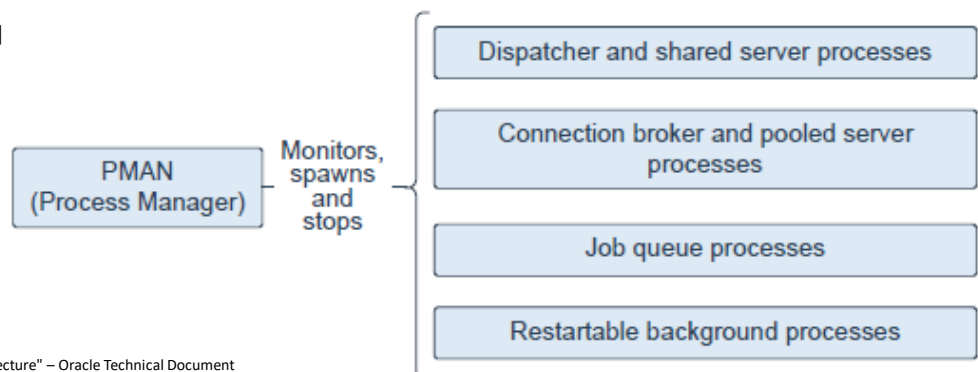 Dispatcher and shared server processes
Connection broker and pooled server
processes
PMAN
(Process Manager)
Monitors,
spawns
and
stops
Job queue processes
Restartable background processes
ecture" – Oracle Technical Document